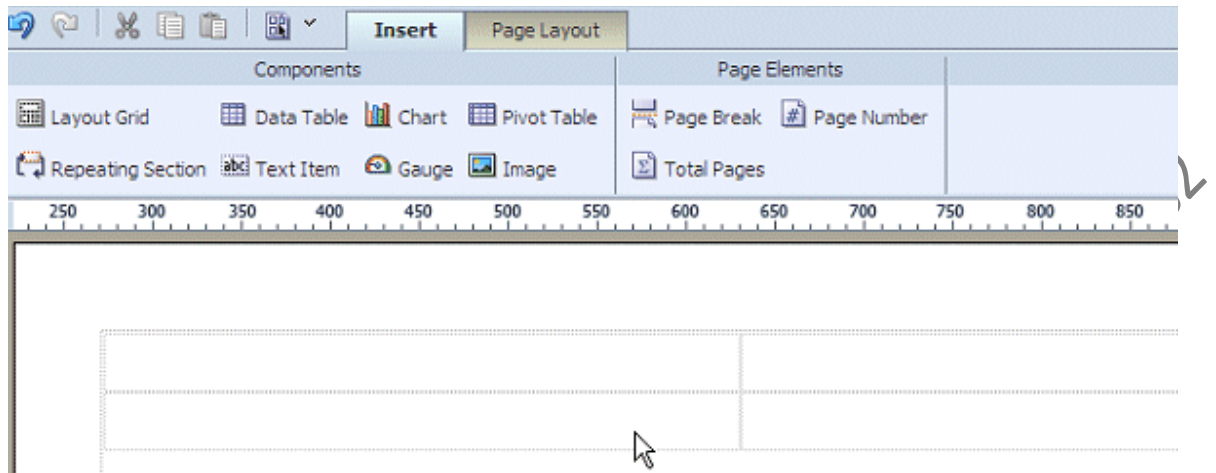 Insert Page Layout
Components Page Elements
Layout Grid Data Table Chart Pivot Table Page Break # Page Number
Repeating Section abc Text Item Gauge Image Σ Total Pages
250 300 350 400 450 500 550 600 650 700 750 800 850